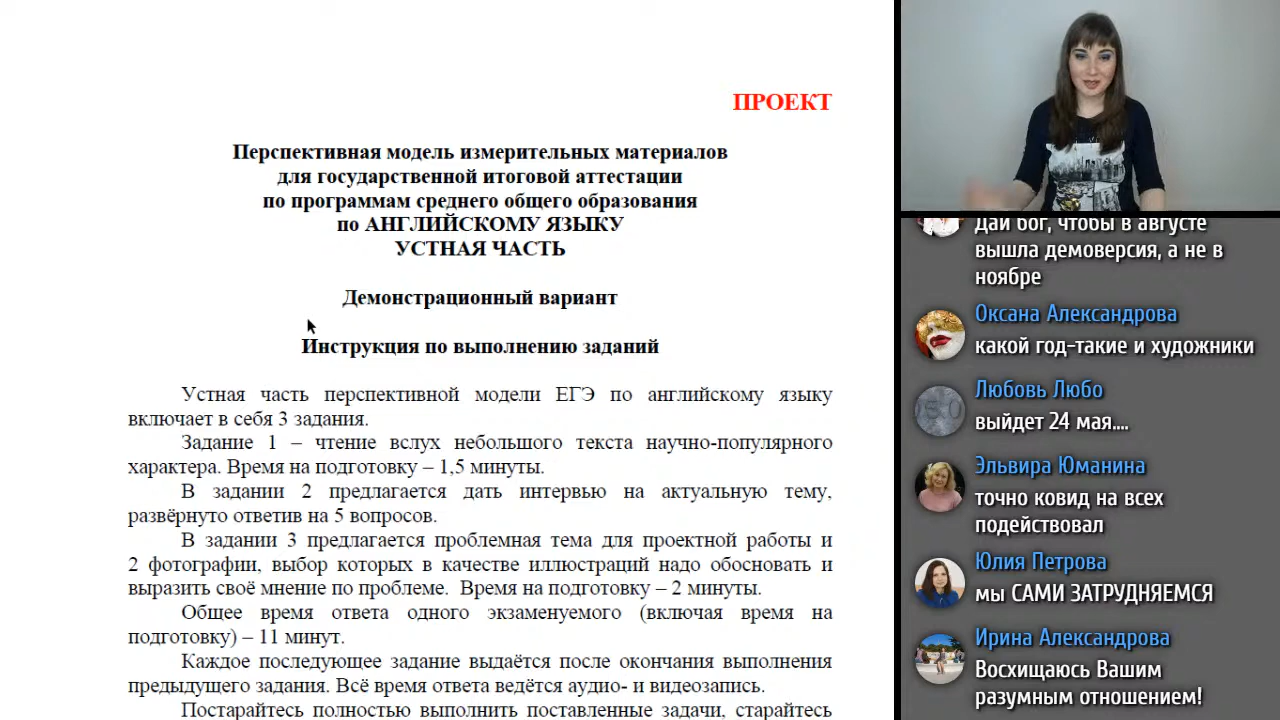 ПРОЕКТ
Перспективная модель измерительных материалов
для государственной итоговой аттестации
по программам среднего общего образования
по АНГЛИЙСКОМУ ЯЗЫКУ
УСТНАЯ ЧАСТЬ
Демонстрационный вариант
Инструкция по выполнению заданий
Устная часть перспективной модели ЕГЭ по английскому языку
включает в себя 3 задания.
Задание 1 – чтение вслух небольшого текста научно-популярного
характера. Время на подготовку – 1,5 минуты.
В задании 2 предлагается дать интервью на актуальную тему,
развёрнуто ответив на 5 вопросов.
В задании 3 предлагается проблемная тема для проектной работы и
2 фотографии, выбор которых в качестве иллюстраций надо обосновать и
выразить своё мнение по проблеме. Время на подготовку – 2 минуты.
Общее время ответа одного экзаменуемого (включая время на
подготовку) – 11 минут.
Каждое последующее задание выдаётся после окончания выполнения
предыдущего задания. Всё время ответа ведётся аудио- и видеозапись.
Постарайтесь полностью выполнить поставленные задачи, старайтесь
Дай бог, чтобы в августе
вышла демоверсия, а не в
ноябре
Оксана Александрова
какой год-такие и художники
Любовь Любо
выйдет 24 мая....
Эльвира Юманина
точно ковид на всех
подействовал
Юлия Петрова
мы САМИ ЗАТРУДНЯЕМСЯ
Ирина Александрова
Восхищаюсь Вашим
разумным отношением!